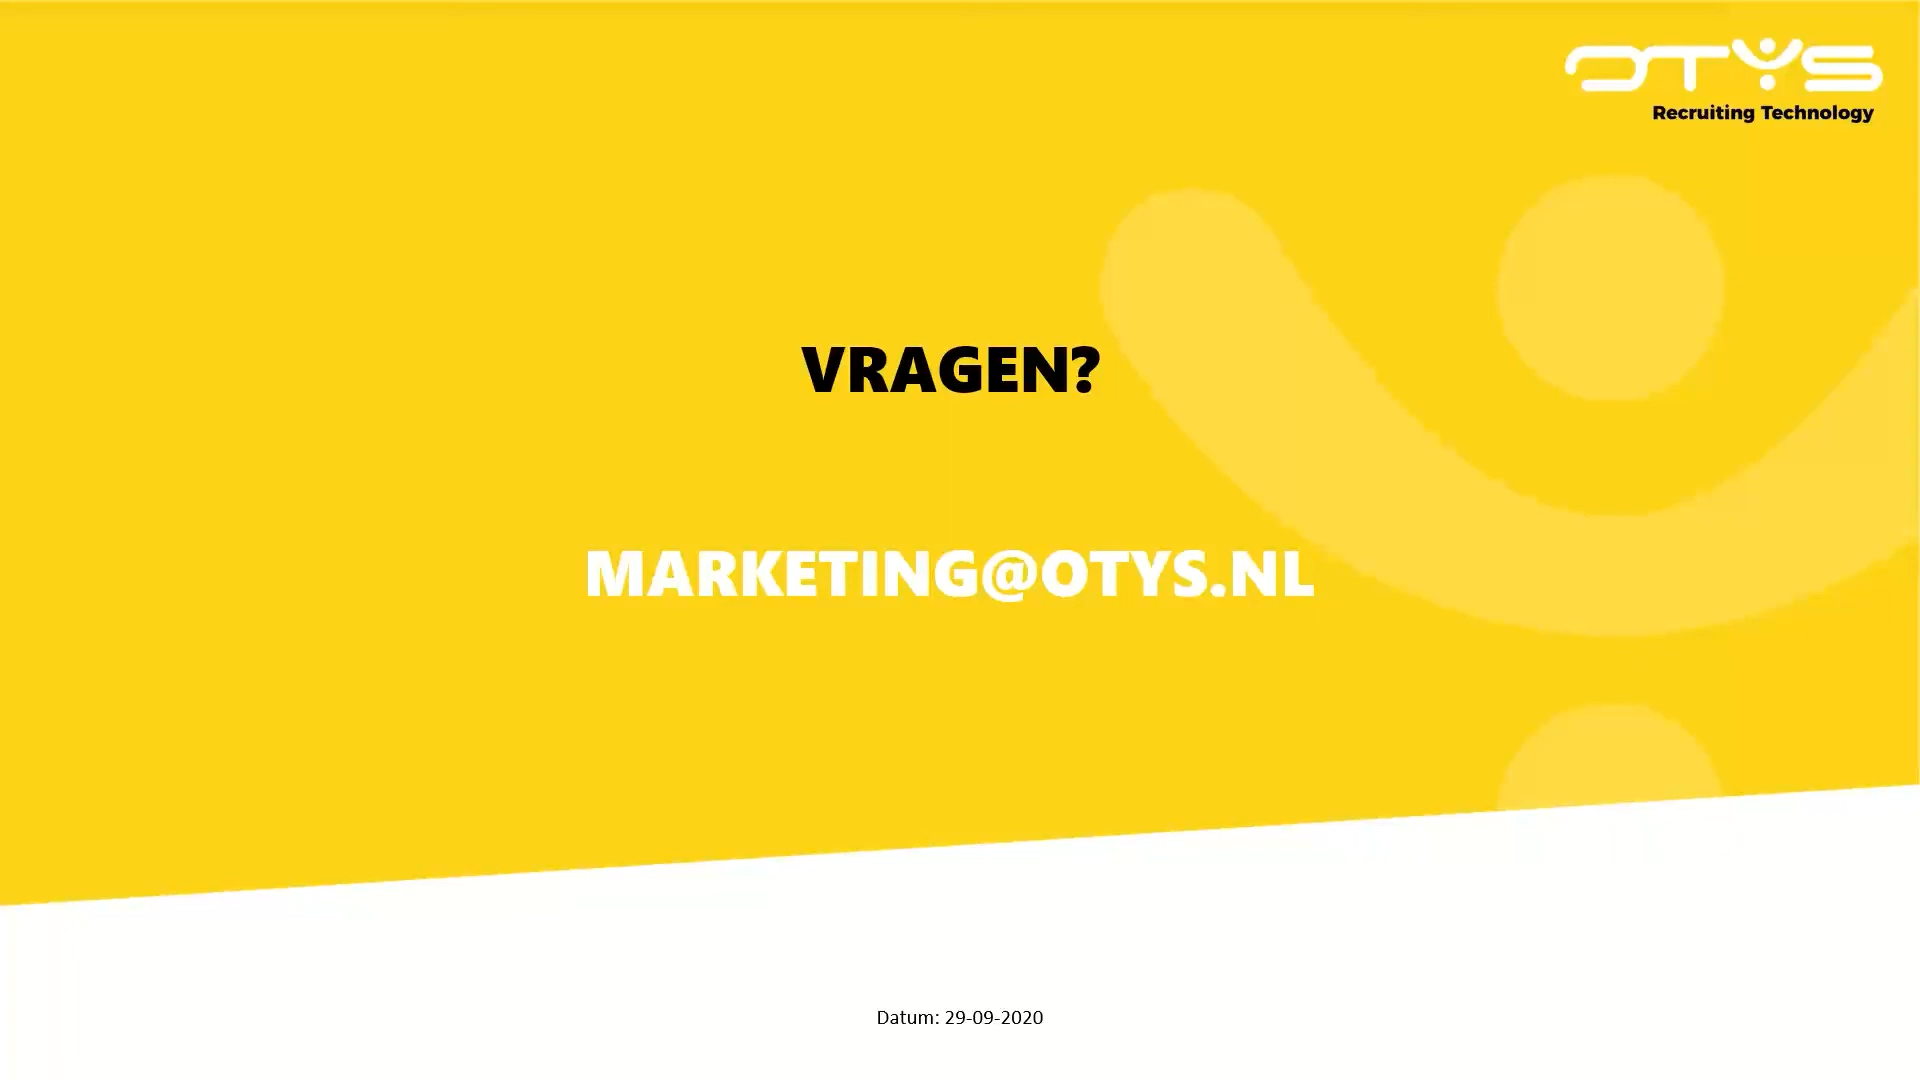 OTYS
Recruiting Technology
VRAGEN?
MARKETING@OTYS.NL
Datum: 29-09-2020